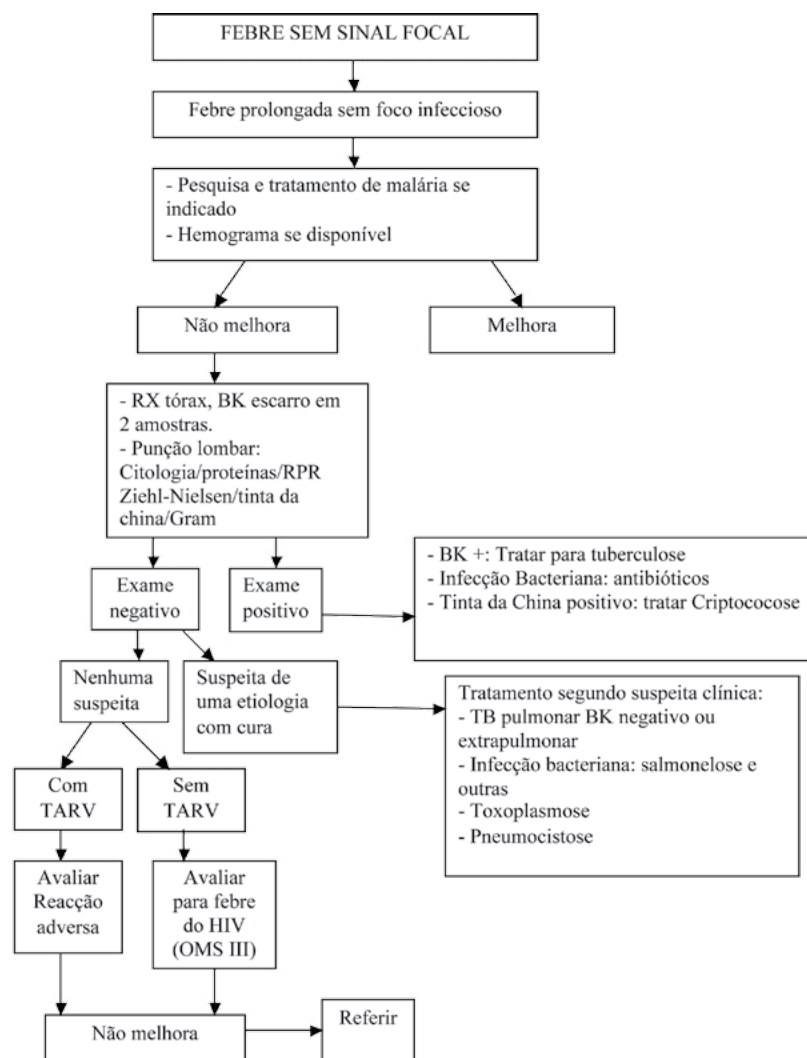 FEBRE SEM SINAL FOCAL
Febre prolongada sem foco infeccioso
- Pesquisa e tratamento de malária se
indicado
- Hemograma se disponível
Não melhora
Melhora
- RX tórax, BK escarro em
2 amostras.
- Punção lombar:
Citologia/proteínas/RPR
Ziehl-Nielsen/tinta da
china/Gram
Exame
negativo
Exame
positivo
- BK +: Tratar para tuberculose
- Infecção Bacteriana: antibióticos
- Tinta da China positivo: tratar Criptococose
Nenhuma
suspeita
Suspeita de
uma etiologia
com cura
Tratamento segundo suspeita clínica:
- TB pulmonar BK negativo ou
extrapulmonar
- Infecção bacteriana: salmonelose e
outras
- Toxoplasmose
- Pneumocistose
Com
TARV
Sem
TARV
Avaliar
Reacção
adversa
Avaliar
para febre
do HIV
(OMS III)
Não melhora
Referir